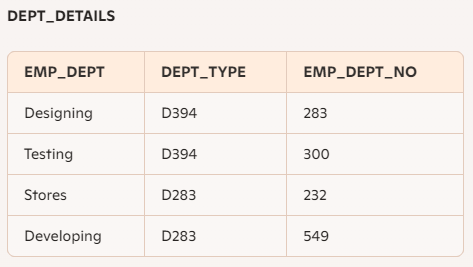 DEPT_DETAILS
EMP_DEPT DEPT_TYPE EMP_DEPT_NO
Designing D394 283
Testing D394 300
Stores D283 232
Developing D283 549